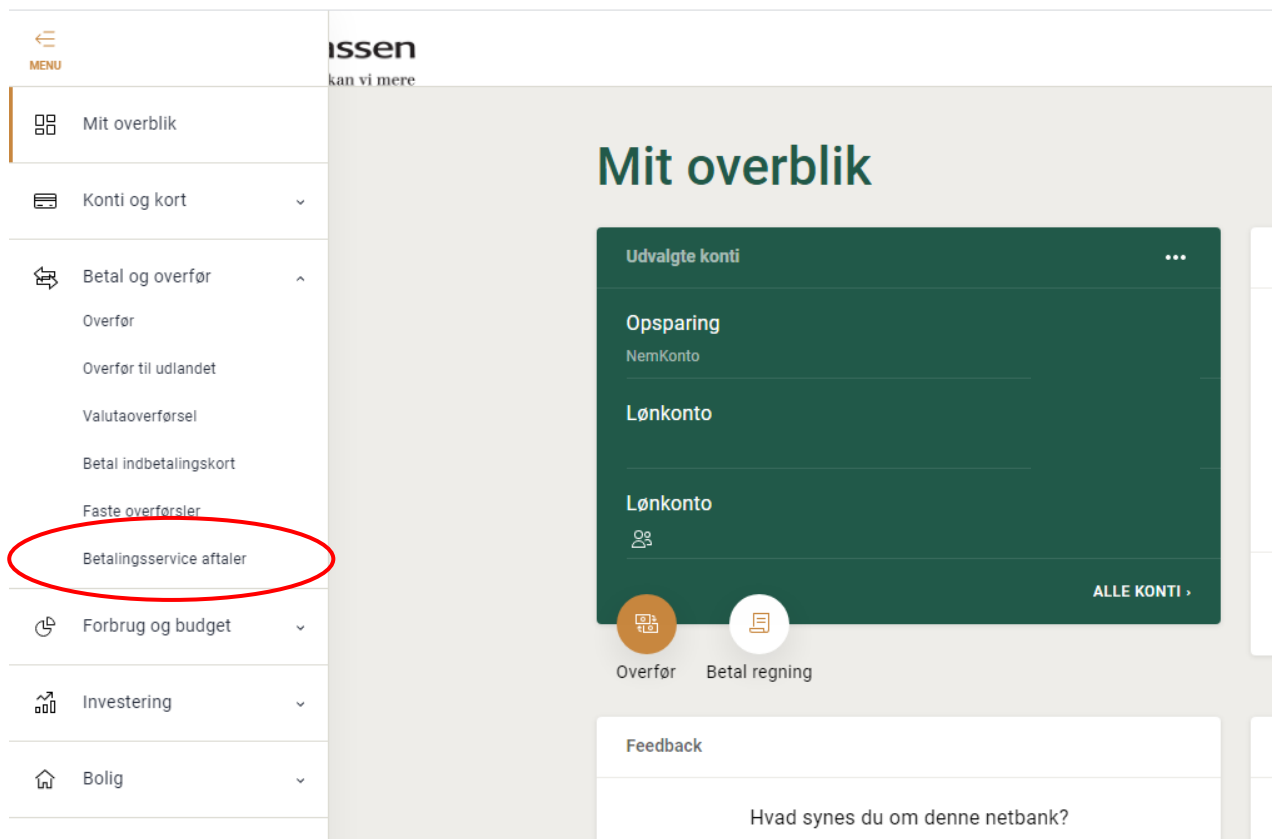 MENU
kan vi mere
Mit overblik
Konti og kort
Betal og overfør
Overfør
Overfør til udlandet
Valutaoverførsel
Betal indbetalingskort
Faste overførsler
Betalingsservice aftaler
Forbrug og budget
Investering
Bolig
Mit overblik
Udvalgte konti
Opsparing
NemKonto
Lønkonto
Lønkonto
ALLE KONTI ›
Overfør
Betal regning
Feedback
Hvad synes du om denne netbank?